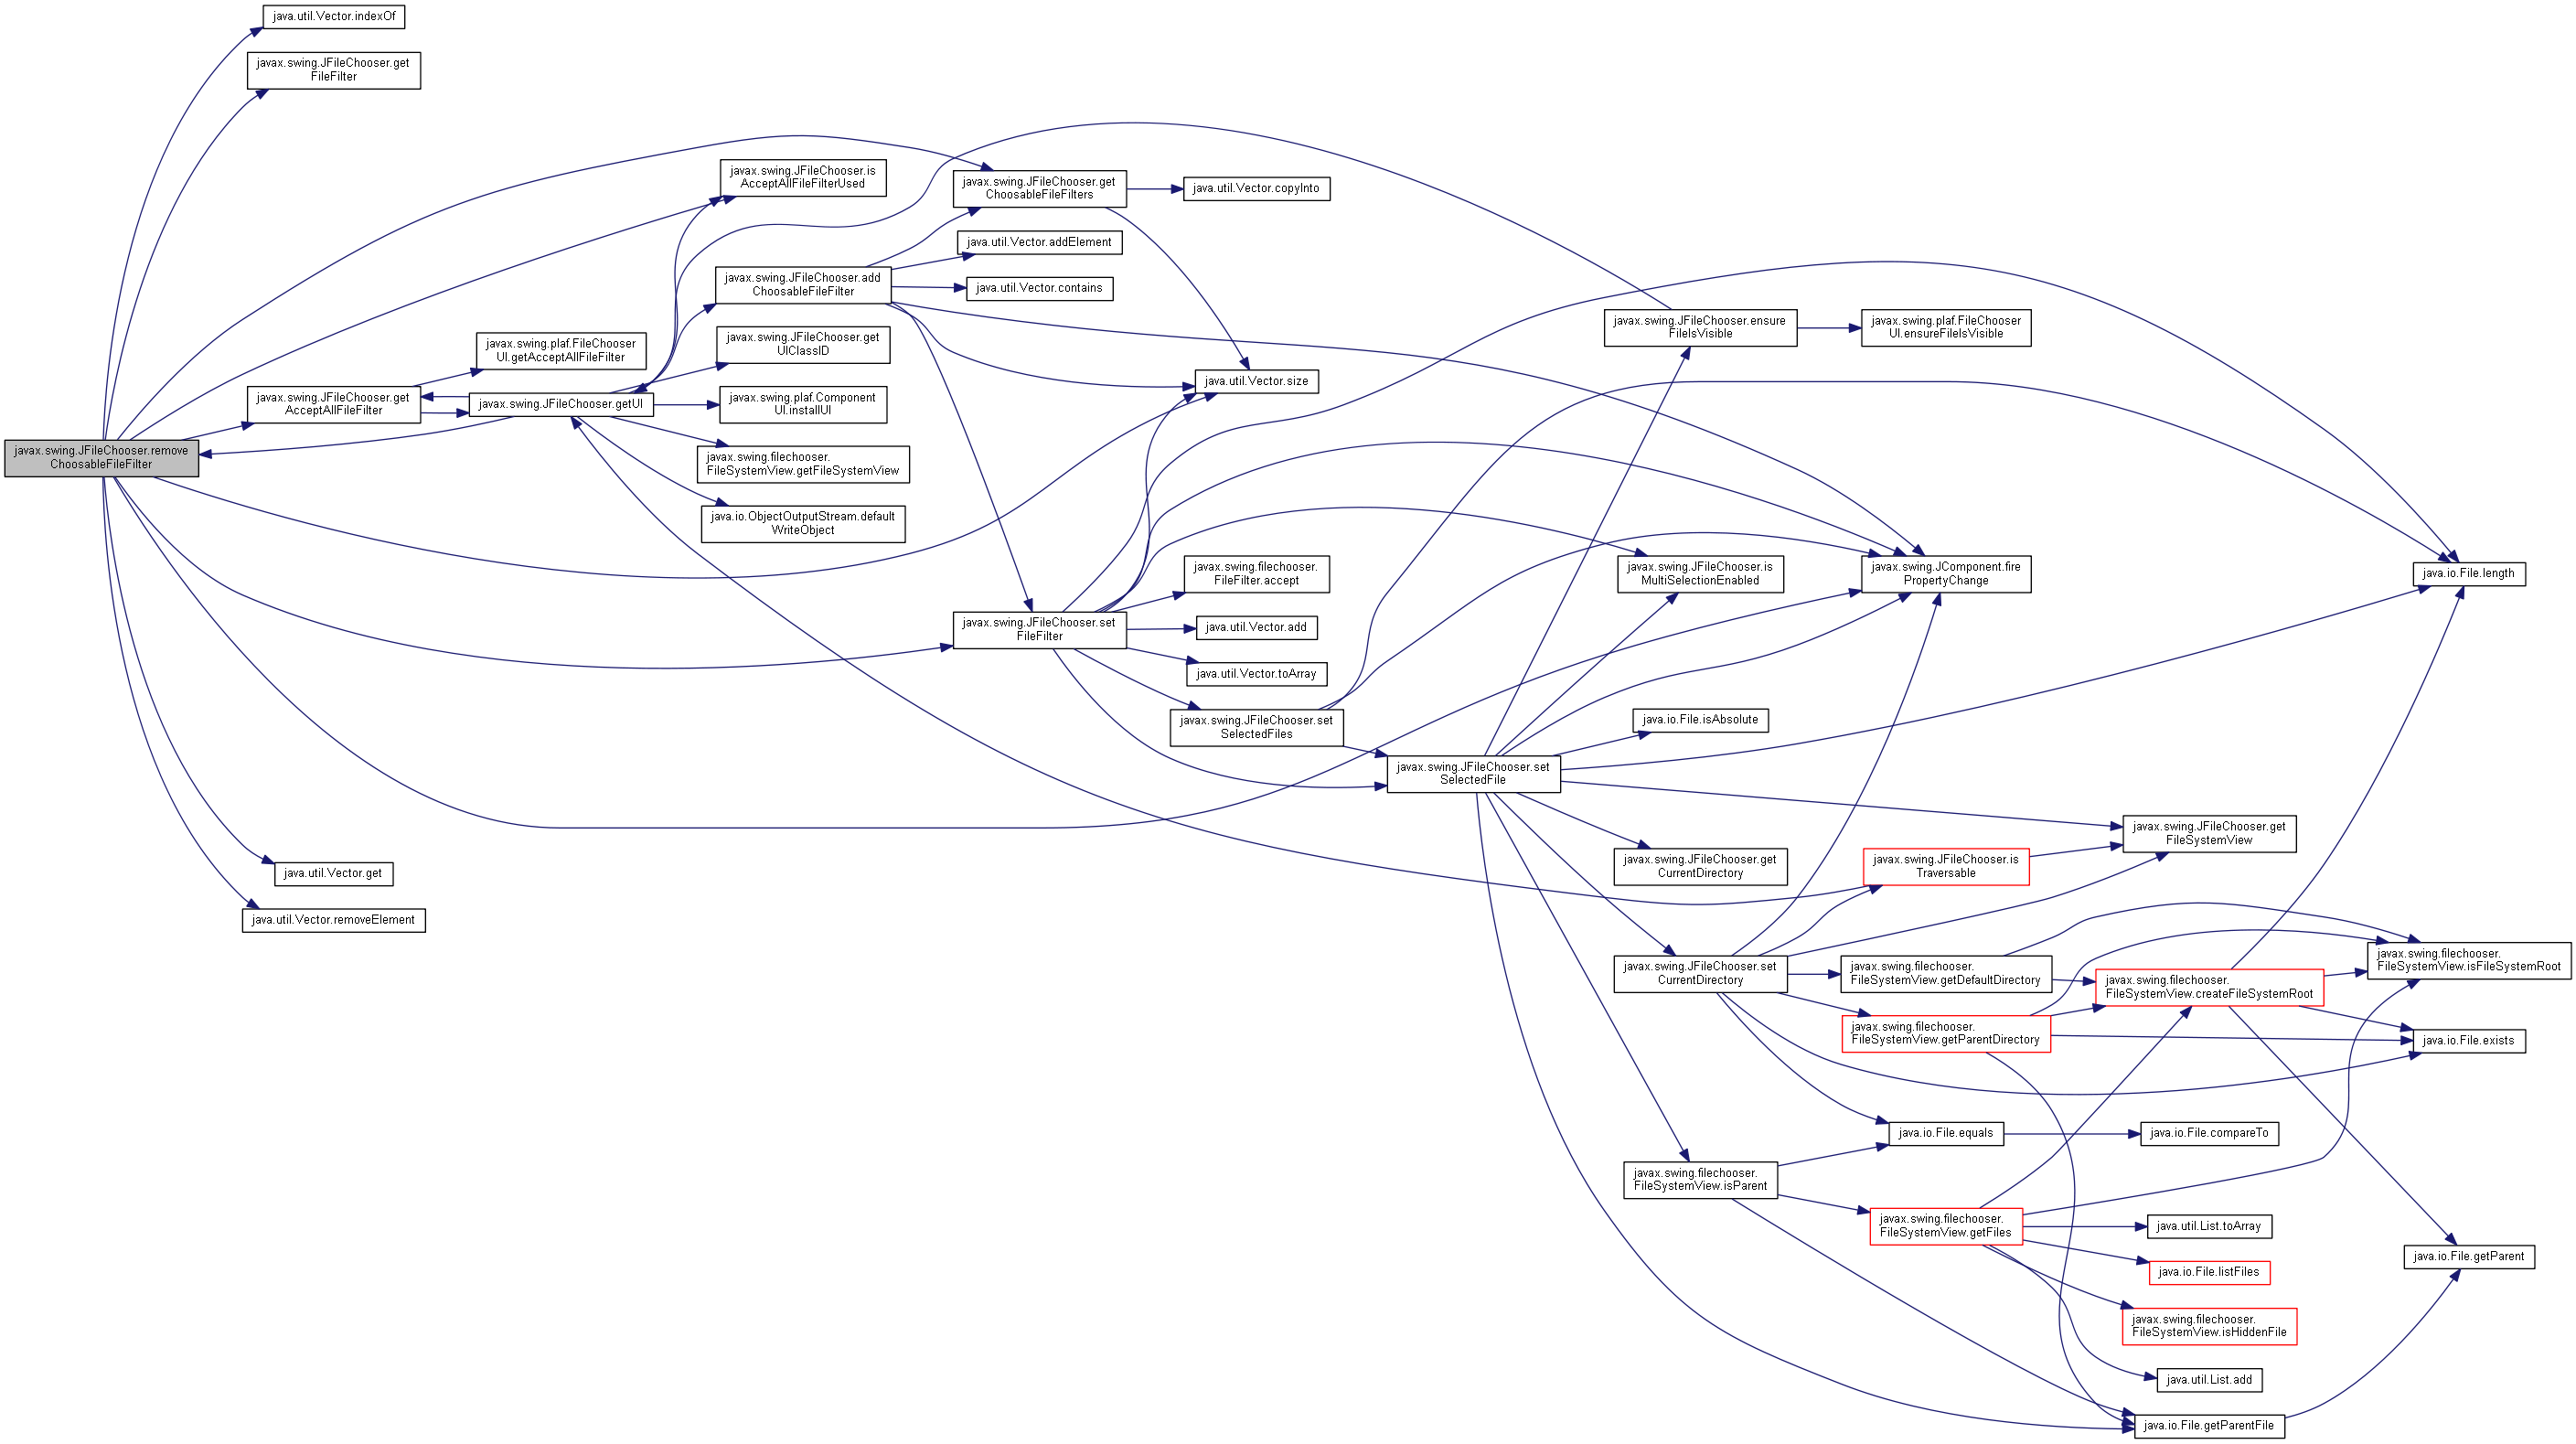 java.util.Vector.indexOf
javax.swing.JFileChooser.get
FileFilter
javax.swing.JFileChooser.remove
ChoosableFileFilter
javax.swing.JFileChooser.get
AcceptAllFileFilter
java.util.Vector.get
java.util.Vector.removeElement
javax.swing.plaf.FileChooser
UI.getAcceptAllFileFilter
javax.swing.JFileChooser.getUI
javax.swing.JFileChooser.is
AcceptAllFileFilterUsed
javax.swing.JFileChooser.add
ChoosableFileFilter
javax.swing.JFileChooser.get
UIClassID
javax.swing.plaf.Component
UI.installUI
javax.swing.filechooser.
FileSystemView.getFileSystemView
java.io.ObjectOutputStream.default
WriteObject
javax.swing.JFileChooser.get
ChoosableFileFilters
java.util.Vector.addElement
java.util.Vector.contains
javax.swing.JFileChooser.set
FileFilter
java.util.Vector.copyInto
java.util.Vector.size
javax.swing.filechooser.
FileFilter.accept
java.util.Vector.add
java.util.Vector.toArray
javax.swing.JFileChooser.set
SelectedFiles
javax.swing.JFileChooser.set
SelectedFile
javax.swing.JFileChooser.ensure
FileIsVisible
javax.swing.JFileChooser.is
MultiSelectionEnabled
java.io.File.isAbsolute
javax.swing.JFileChooser.get
CurrentDirectory
javax.swing.JFileChooser.set
CurrentDirectory
javax.swing.filechooser.
FileSystemView.isParent
javax.swing.plaf.FileChooser
UI.ensureFileIsVisible
javax.swing.JComponent.fire
PropertyChange
javax.swing.JFileChooser.is
Traversable
javax.swing.filechooser.
FileSystemView.getDefaultDirectory
javax.swing.filechooser.
FileSystemView.getParentDirectory
java.io.File.equals
javax.swing.filechooser.
FileSystemView.getFiles
javax.swing.JFileChooser.get
FileSystemView
javax.swing.filechooser.
FileSystemView.createFileSystemRoot
java.io.File.compareTo
java.util.List.toArray
java.io.File.listFiles
javax.swing.filechooser.
FileSystemView.isHiddenFile
java.util.List.add
java.io.File.getParentFile
java.io.File.length
javax.swing.filechooser.
FileSystemView.isFileSystemRoot
java.io.File.exists
java.io.File.getParent